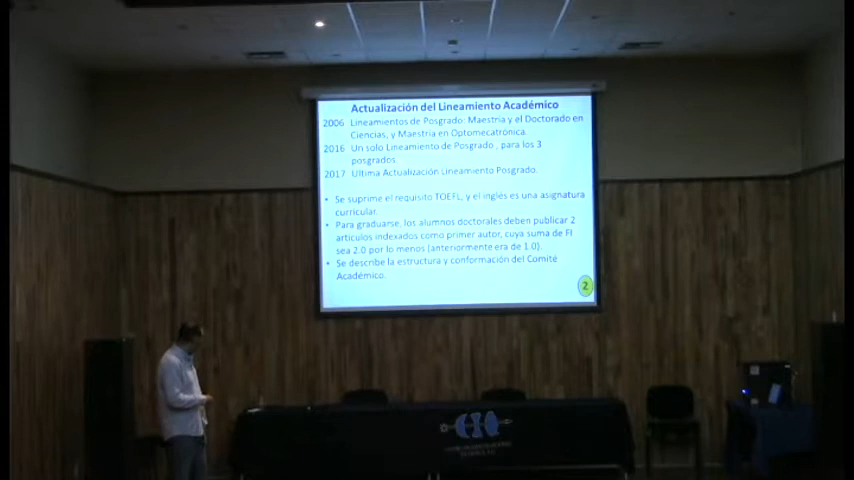 Actualización del Lineamiento Académico
2006 Lineamientos de Posgrado: Maestría y el Doctorado en
Ciencias, y Maestría en Optomecatrónica.
2016 Un solo Lineamiento de Posgrado , para los 3
posgrados
2017 Ultima Actualización Lineamiento Posgrado.
• Se suprime el requisito TOEFL, y el inglés es una asignatura
curricular.
• Para graduarse, los alumnos doctorales deben publicar 2
artículos indexados como primer autor, cuya suma de FI
sea 2.0 por lo menos (anteriormente era de 1.0).
• Se describe la estructura y conformación del Comité
Académico.
2